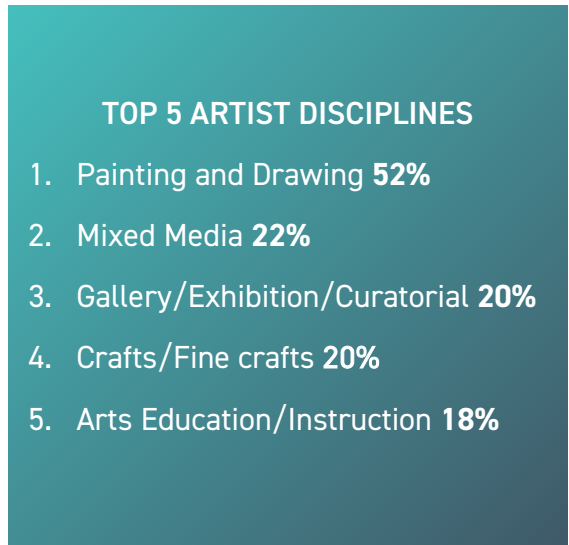 TOP 5 ARTIST DISCIPLINES
1. Painting and Drawing 52%
2. Mixed Media 22%
3. Gallery/Exhibition/Curatorial 20%
4. Crafts/Fine crafts 20%
5. Arts Education/Instruction 18%